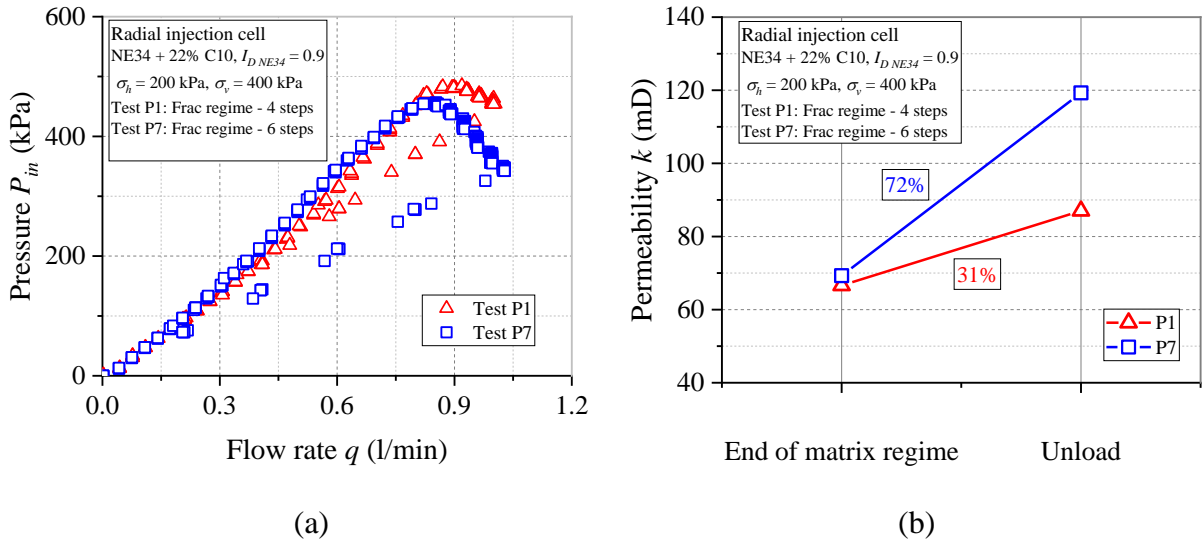 600
400
200
0
Pressure P_in (kPa)
Radial injection cell
NE34 + 22% C10, I_D NE34 = 0.9
σ_h = 200 kPa, σ_v = 400 kPa
Test P1: Frac regime - 4 steps
Test P7: Frac regime - 6 steps
Test P1
Test P7
0.0 0.3 0.6 0.9 1.2
Flow rate q (l/min)
(a)
140
120
100
80
60
40
Permeability k (mD)
Radial injection cell
NE34 + 22% C10, I_D NE34 = 0.9
σ_h = 200 kPa, σ_v = 400 kPa
Test P1: Frac regime - 4 steps
Test P7: Frac regime - 6 steps
72%
31%
P1
P7
End of matrix regime Unload
(b)